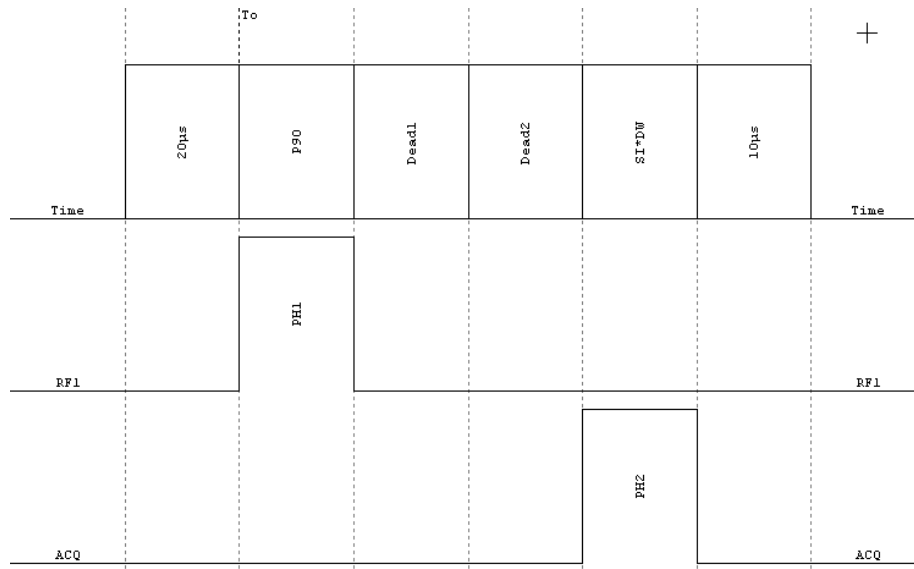 To
20µs
P90
Dead1
Dead2
SI*DW
10µs
Time
Time
PH1
RF1
RF1
PH2
ACQ
ACQ